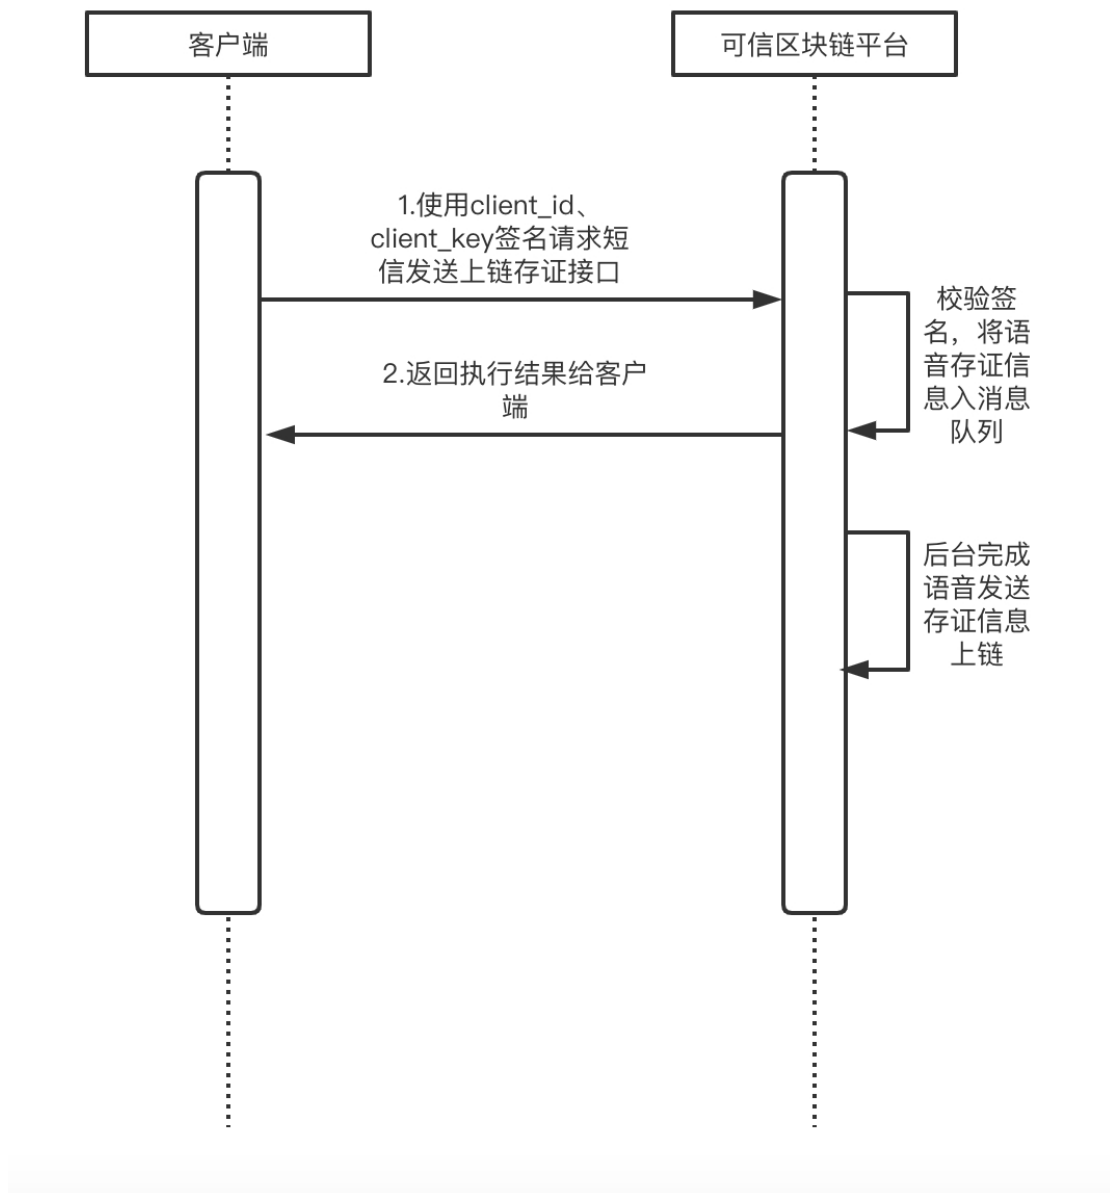 客户端
可信区块链平台
1.使用client_id、
client_key签名请求短
信发送上链存证接口
校验签
名，将语
音存证信
息入消息
队列
2.返回执行结果给客户
端
后台完成
语音发送
存证信息
上链